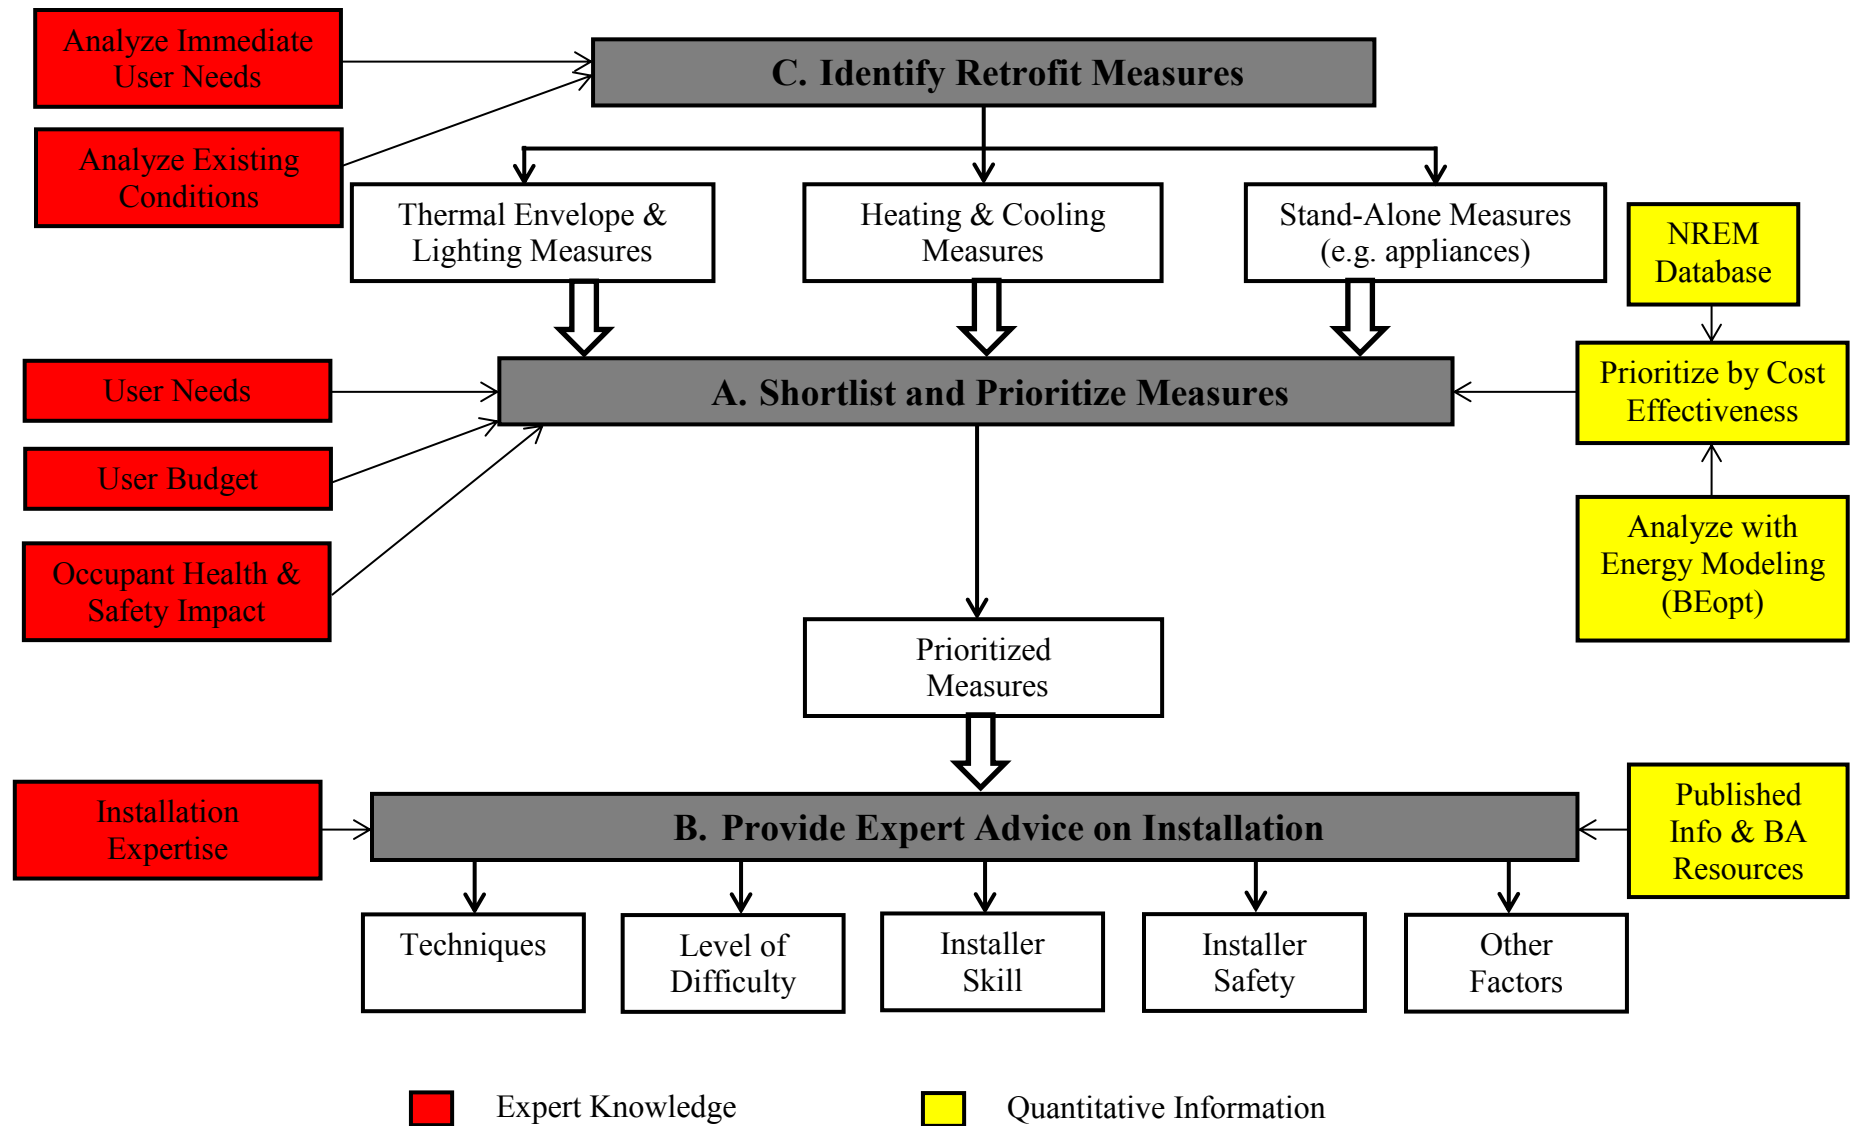 Analyze Immediate
User Needs
C. Identify Retrofit Measures
Analyze Existing
Conditions
Thermal Envelope &
Lighting Measures
Heating & Cooling
Measures
Stand-Alone Measures
(e.g. appliances)
NREM
Database
User Needs
A. Shortlist and Prioritize Measures
Prioritize by Cost
Effectiveness
User Budget
Occupant Health &
Safety Impact
Analyze with
Energy Modeling
(BEopt)
Prioritized
Measures
Installation
Expertise
B. Provide Expert Advice on Installation
Published
Info & BA
Resources
Techniques
Level of
Difficulty
Installer
Skill
Installer
Safety
Other
Factors
Expert Knowledge
Quantitative Information